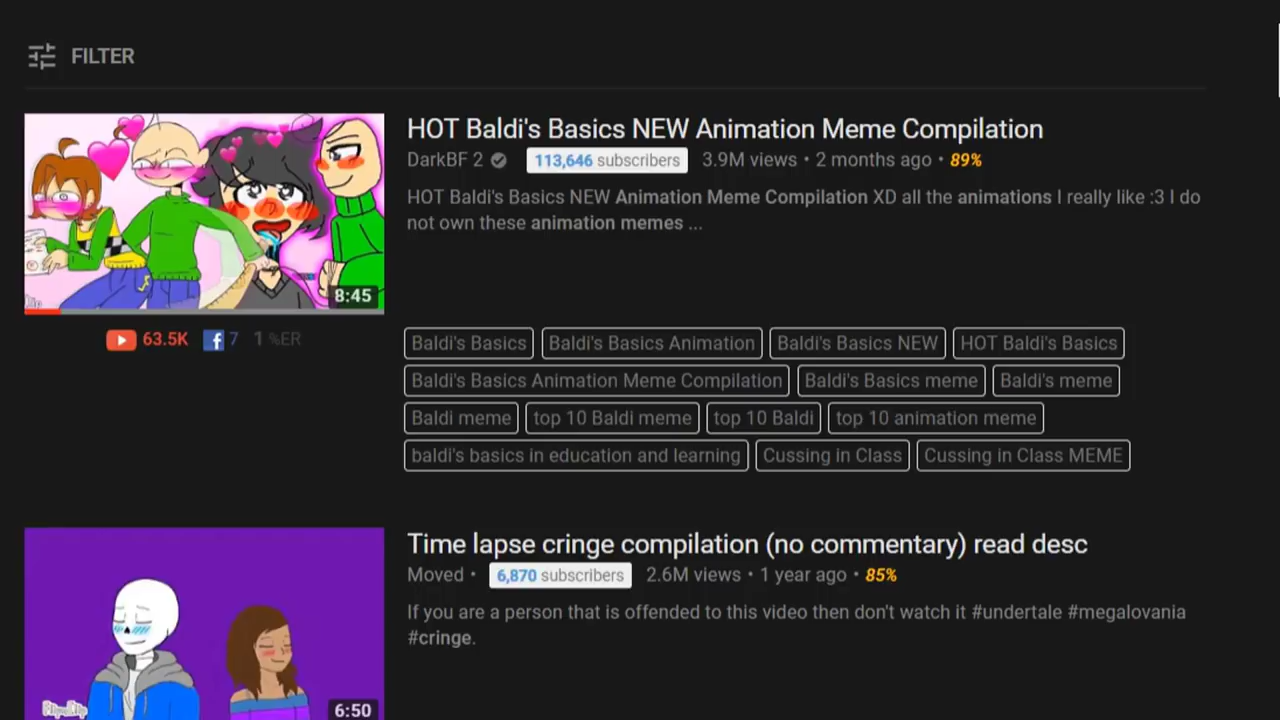 FILTER
HOT Baldi's Basics NEW Animation Meme Compilation
DarkBF 2 113,646 subscribers 3.9M views • 2 months ago • 89%
HOT Baldi's Basics NEW Animation Meme Compilation XD all the animations I really like :3 I do
not own these animation memes ...
8:45
63.5K 7 1 %ER
Baldi's Basics Baldi's Basics Animation Baldi's Basics NEW HOT Baldi's Basics
Baldi's Basics Animation Meme Compilation Baldi's Basics meme Baldi's meme
Baldi meme top 10 Baldi meme top 10 Baldi top 10 animation meme
baldi's basics in education and learning Cussing in Class Cussing in Class MEME
Time lapse cringe compilation (no commentary) read desc
Moved • 6,870 subscribers 2.6M views • 1 year ago • 85%
If you are a person that is offended to this video then don't watch it #undertale #megalovania
#cringe.
FlipaClip
6:50